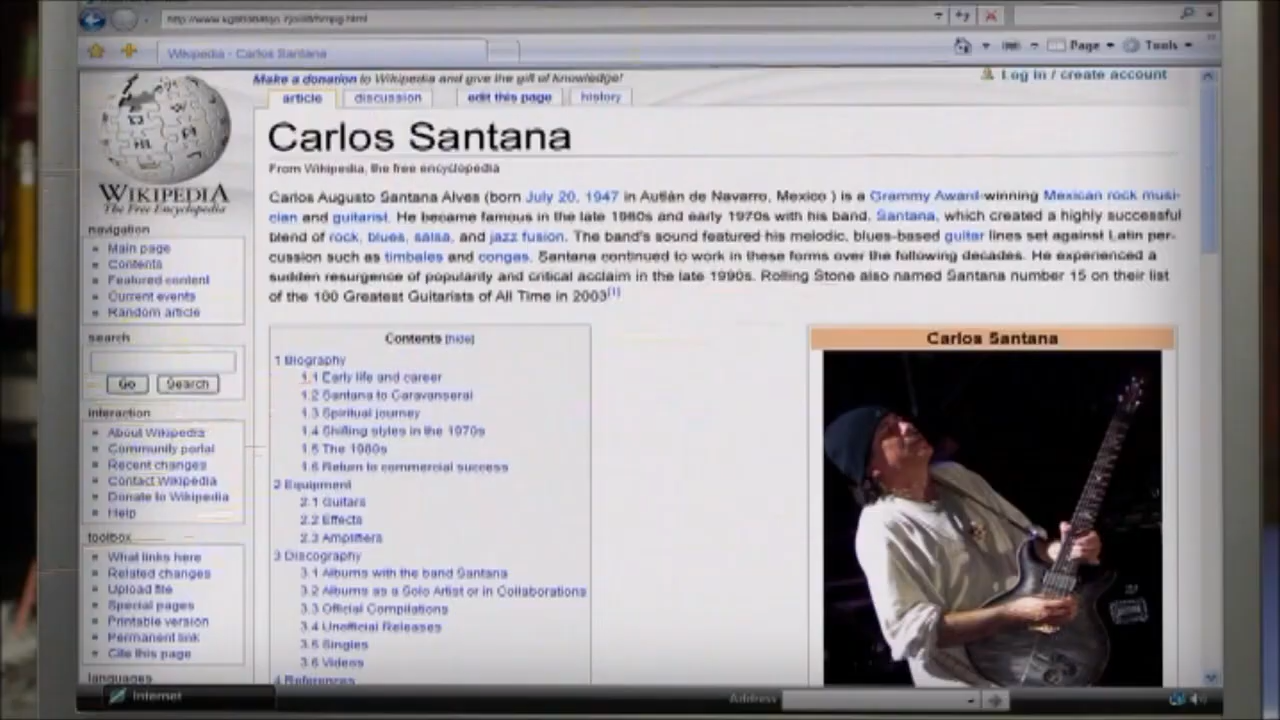 Page
Tools
Wikipedia - Carlos Santana
Make a donation to Wikipedia and give the gift of knowledge!
Log in / create account
article
discussion
edit this page
history
Carlos Santana
From Wikipedia, the free encyclopedia
Carlos Augusto Santana Alves (born July 20, 1947 in Autlán de Navarro, Mexico ) is a Grammy Award-winning Mexican rock musi-
cian and guitarist. He became famous in the late 1960s and early 1970s with his band, Santana, which created a highly successful
blend of rock, blues, salsa, and jazz fusion. The band's sound featured his melodic, blues-based guitar lines set against Latin per-
cussion such as timbales and congas. Santana continued to work in these forms over the following decades. He experienced a
sudden resurgence of popularity and critical acclaim in the late 1990s. Rolling Stone also named Santana number 15 on their list
of the 100 Greatest Guitarists of All Time in 2003[1]
WIKIPEDIA
The Free Encyclopedia
navigation
Main page
Contents
Featured content
Current events
Random article
search
Go
Search
interaction
About Wikipedia
Community portal
Recent changes
Contact Wikipedia
Donate to Wikipedia
Help
toolbox
What links here
Related changes
Upload file
Special pages
Printable version
Permanent link
Cite this page
languages
Contents [hide]
1 Biography
1.1 Early life and career
1.2 Santana to Caravanserai
1.3 Spiritual journey
1.4 Shifting styles in the 1970s
1.5 The 1980s
1.6 Return to commercial success
2 Equipment
2.1 Guitars
2.2 Effects
2.3 Amplifiers
3 Discography
3.1 Albums with the band Santana
3.2 Albums as a Solo Artist or in Collaborations
3.3 Official Compilations
3.4 Unofficial Releases
3.5 Singles
3.6 Videos
4 References
Carlos Santana
Internet
Address